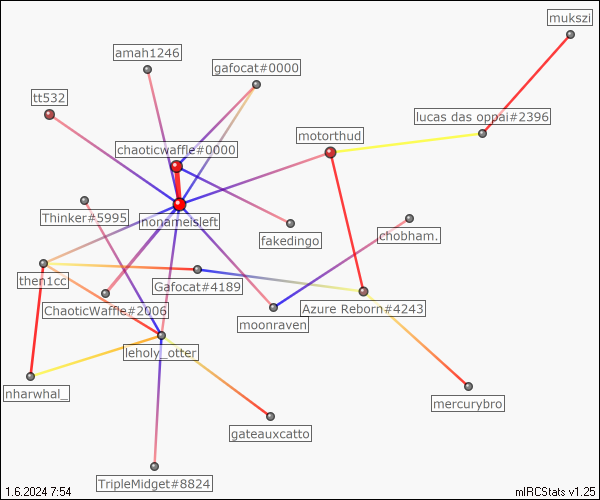 mukszi
amah1246
gafocat#0000
tt532
lucas das oppai#2396
motorthud
chaoticwaffle#0000
Thinker#5995
nonameisleft
chobham.
fakedingo
then1cc
Gafocat#4189
ChaoticWaffle#2006
Azure Reborn#4243
moonraven
leholy_otter
nharwhal_
mercurybro
gateauxcatto
TripleMidget#8824
1.6.2024 7:54
mIRCStats v1.25